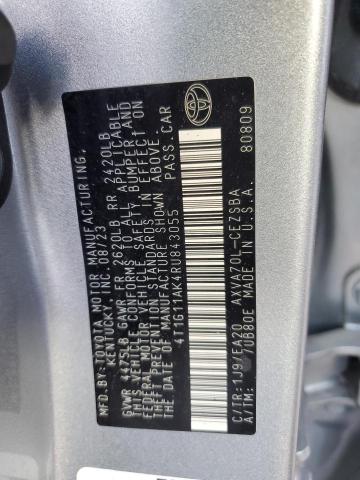 MFD.BY:TOYOTA MOTOR MANUFACTURING,
KENTUCKY, INC. 08/23
GVWR 4475LB GAWR FR 2620LB RR 2420LB
THIS VEHICLE CONFORMS TO ALL APPLICABLE
FEDERAL MOTOR VEHICLE SAFETY, BUMPER, AND
THEFT PREVENTION STANDARDS IN EFFECT ON
THE DATE OF MANUFACTURE SHOWN ABOVE.
4T1G11AK4RU843055 PASS.CAR
C/TR:1J9/EA20 AXVA70L-CEZSBA
A/TM: /UB80E MADE IN U.S.A. 80809